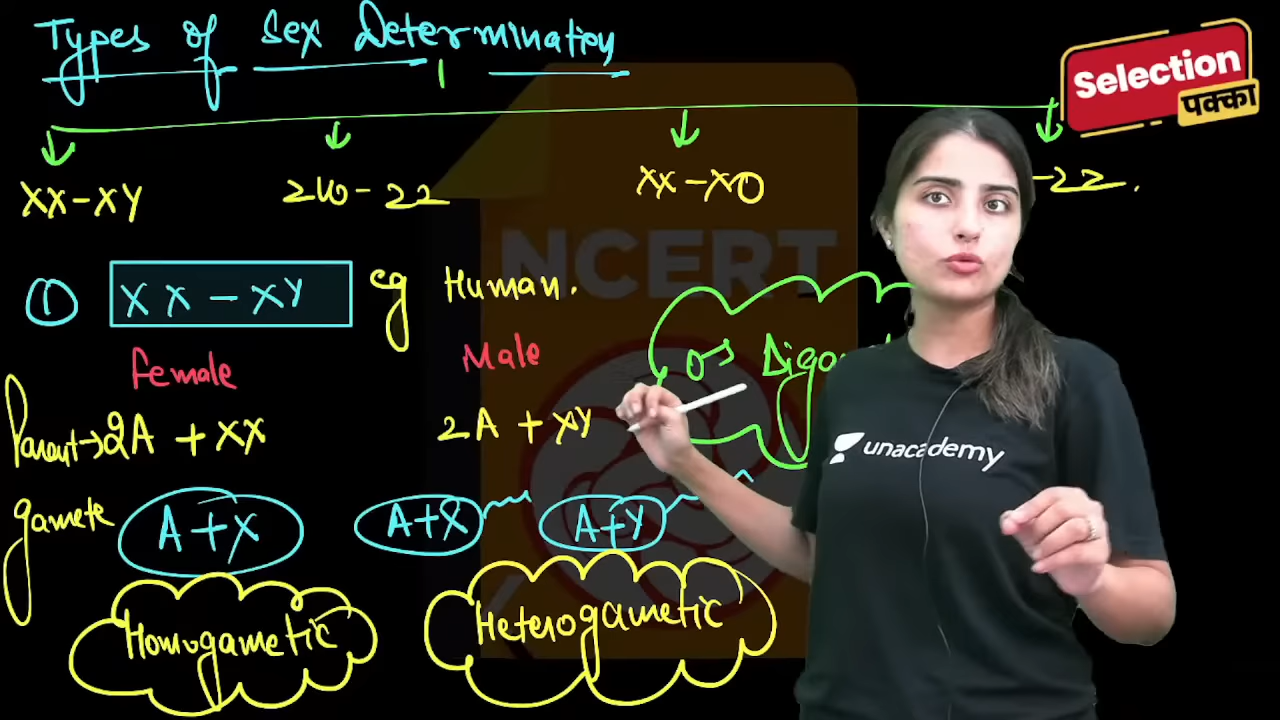 Types of Sex Determination
Selection
पक्का
XX-XY
ZW-ZZ
XX-XO
-ZZ.
① XX-XY eg Human.
NCERT
Female
Male
Parent→2A + XX
2A + XY
gamete
A+X
A+X
A+Y
Homogametic
Heterogametic
unacademy